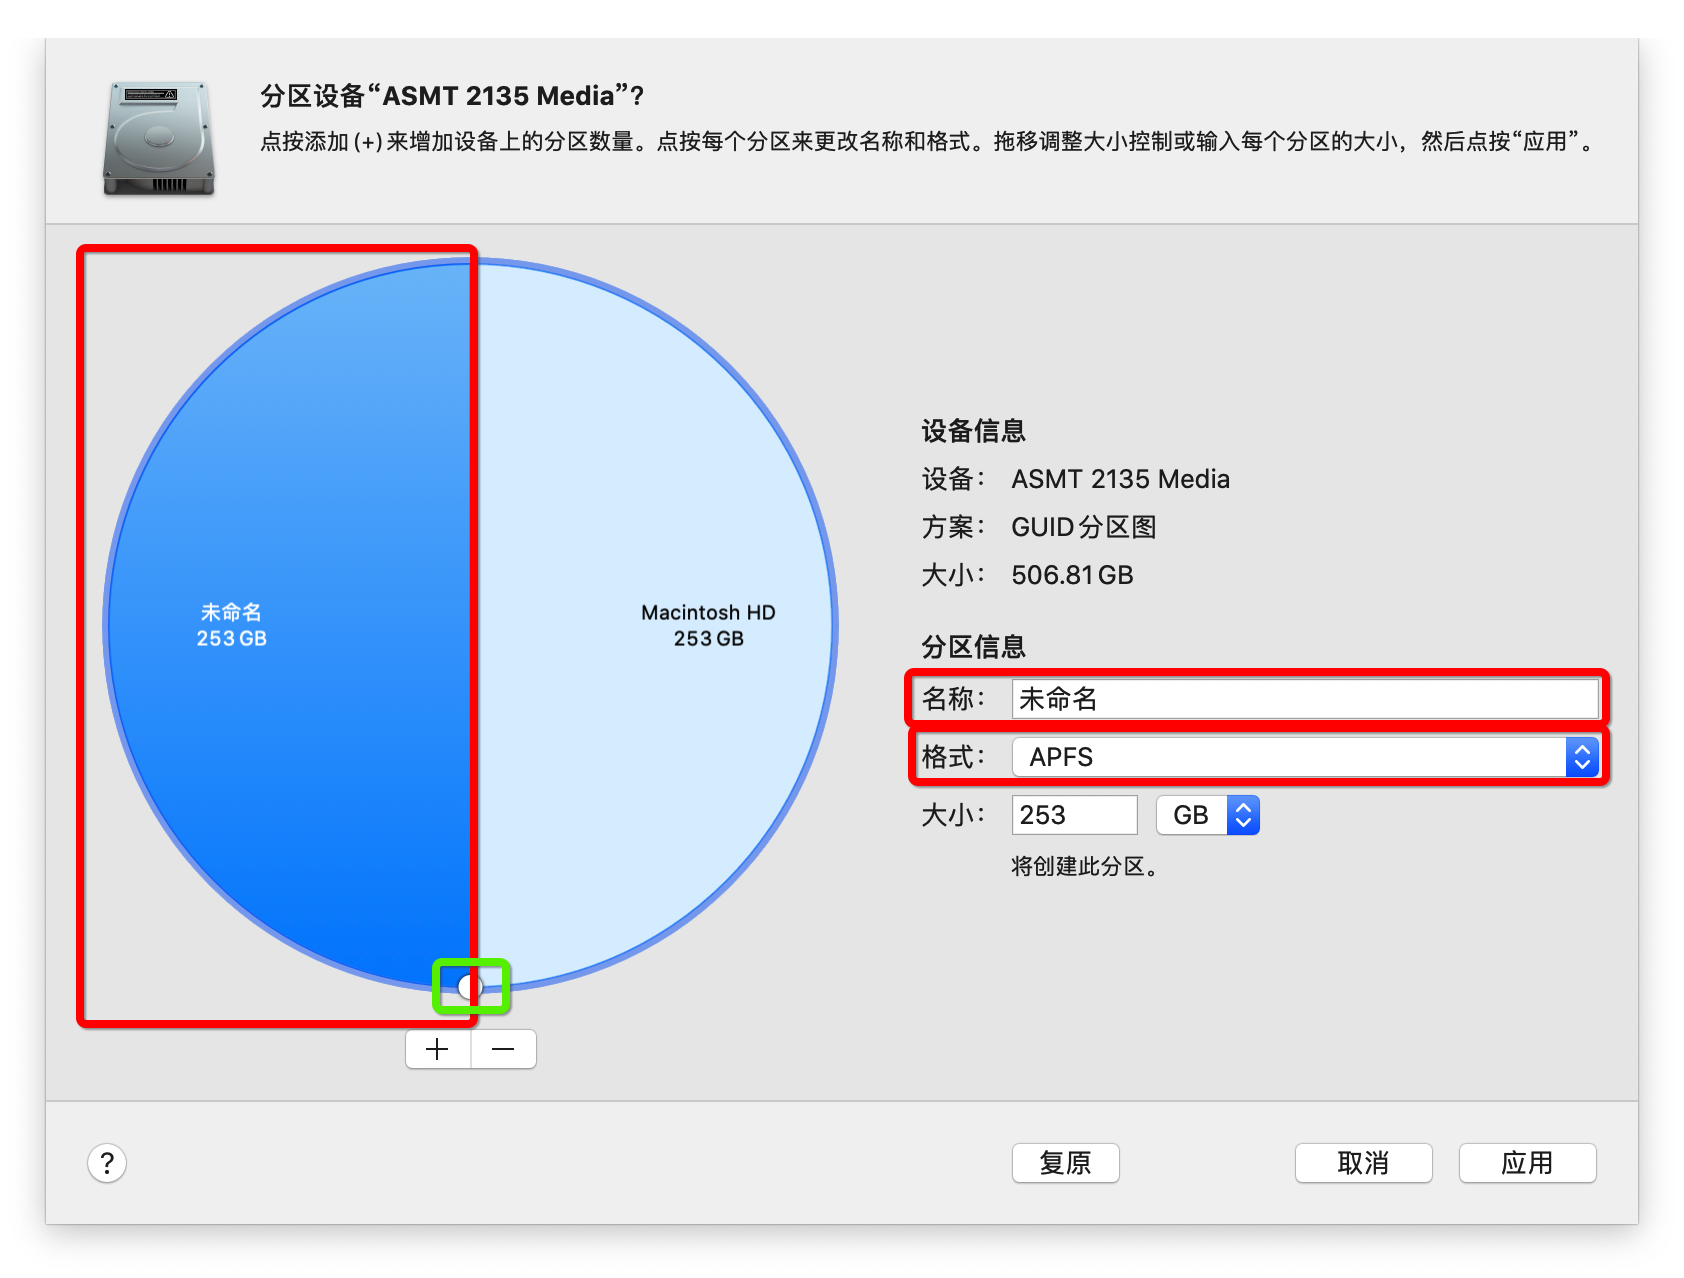 分区设备“ASMT 2135 Media”?
点按添加 (+) 来增加设备上的分区数量。点按每个分区来更改名称和格式。拖移调整大小控制或输入每个分区的大小，然后点按“应用”。
未命名
253 GB
Macintosh HD
253 GB
设备信息
设备： ASMT 2135 Media
方案： GUID分区图
大小： 506.81 GB
分区信息
名称： 未命名
格式： APFS
大小： 253 GB
将创建此分区。
+ −
? 复原 取消 应用